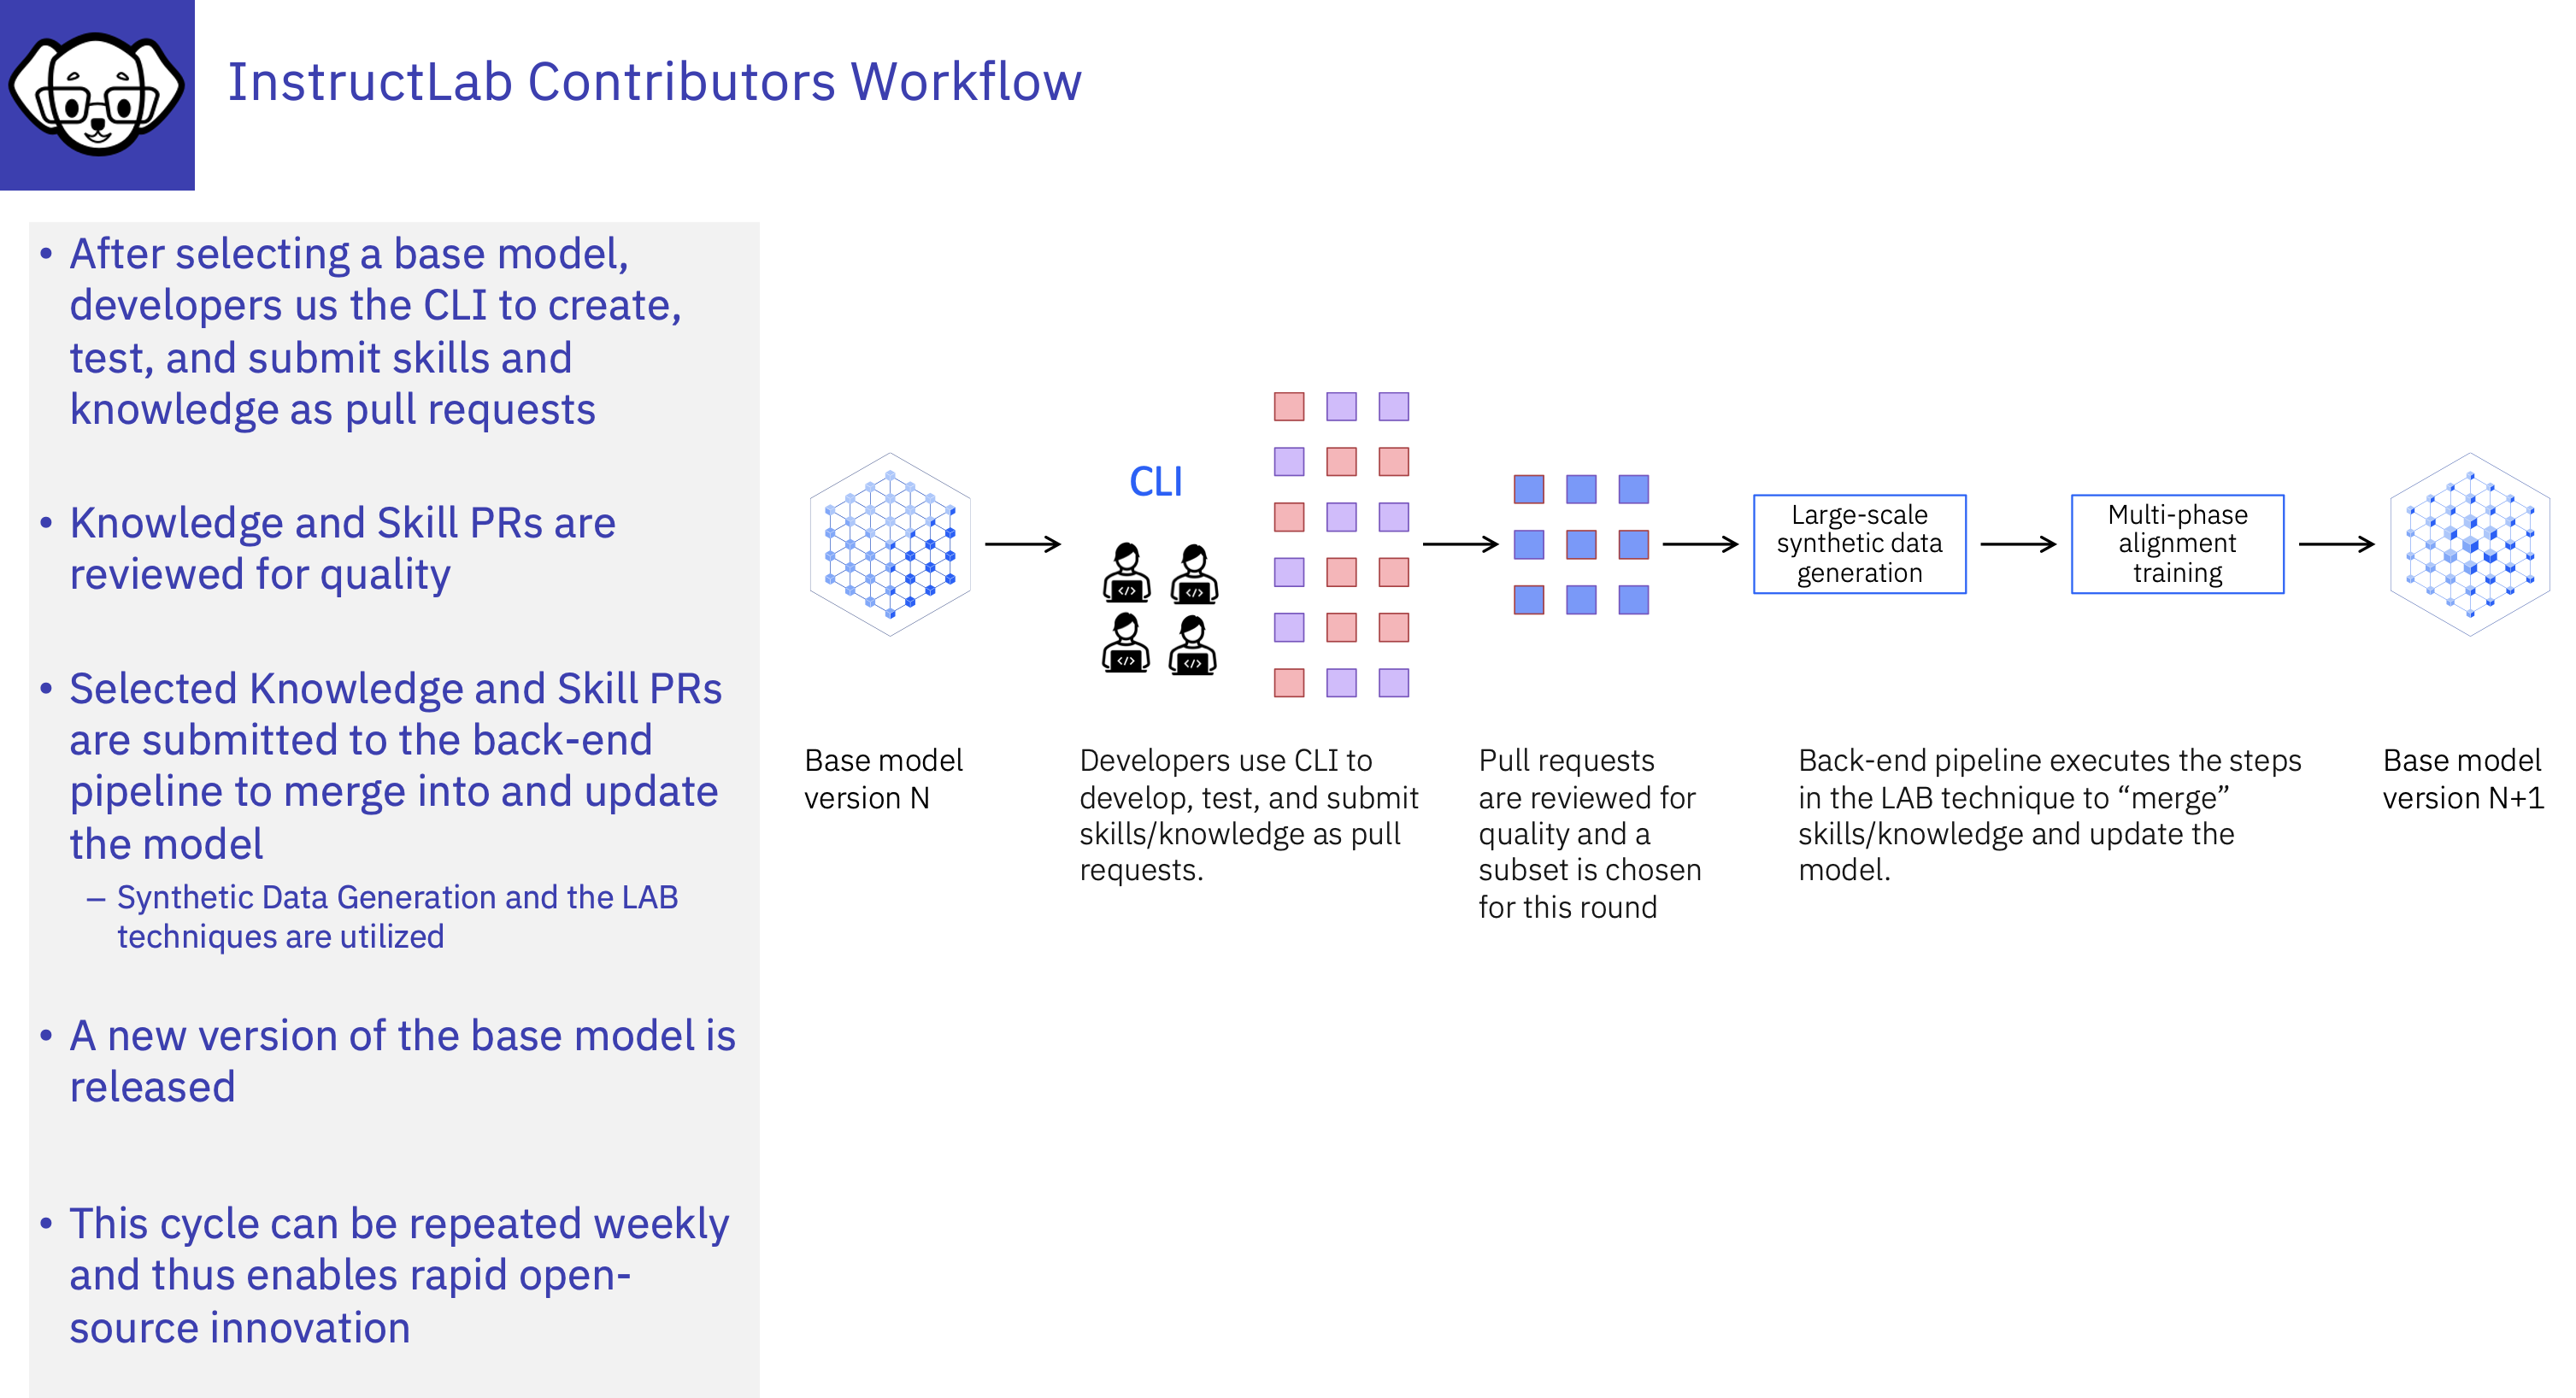 InstructLab Contributors Workflow
• After selecting a base model,
developers us the CLI to create,
test, and submit skills and
knowledge as pull requests
• Knowledge and Skill PRs are
reviewed for quality
• Selected Knowledge and Skill PRs
are submitted to the back-end
pipeline to merge into and update
the model
– Synthetic Data Generation and the LAB
techniques are utilized
• A new version of the base model is
released
• This cycle can be repeated weekly
and thus enables rapid open-
source innovation
CLI
</>
</>
</>
</>
Large-scale
synthetic data
generation
Multi-phase
alignment
training
Base model
version N
Developers use CLI to
develop, test, and submit
skills/knowledge as pull
requests.
Pull requests
are reviewed for
quality and a
subset is chosen
for this round
Back-end pipeline executes the steps
in the LAB technique to “merge”
skills/knowledge and update the
model.
Base model
version N+1